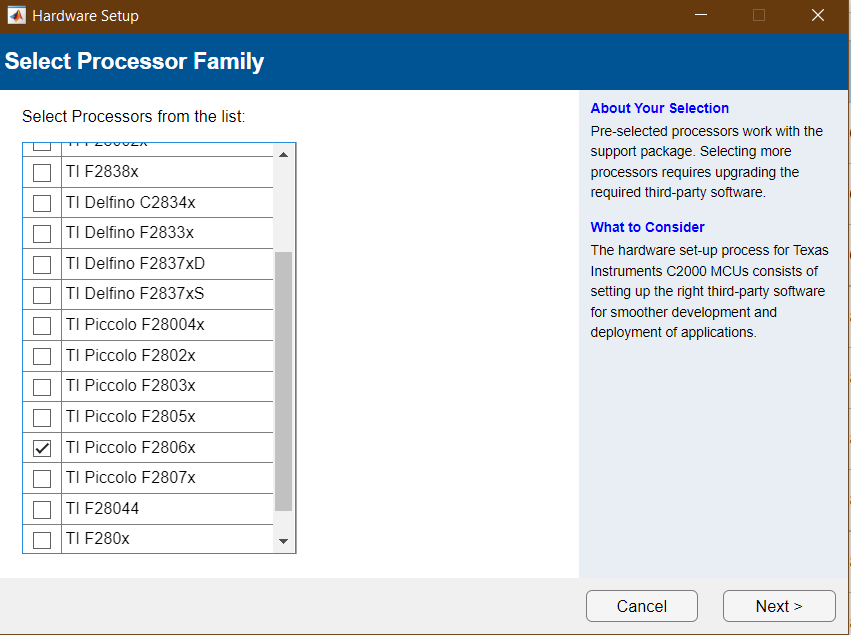 Hardware Setup
Select Processor Family
Select Processors from the list:
TI F2838x
TI Delfino C2834x
TI Delfino F2833x
TI Delfino F2837xD
TI Delfino F2837xS
TI Piccolo F28004x
TI Piccolo F2802x
TI Piccolo F2803x
TI Piccolo F2805x
TI Piccolo F2806x
TI Piccolo F2807x
TI F28044
TI F280x
About Your Selection
Pre-selected processors work with the
support package. Selecting more
processors requires upgrading the
required third-party software.
What to Consider
The hardware set-up process for Texas
Instruments C2000 MCUs consists of
setting up the right third-party software
for smoother development and
deployment of applications.
Cancel
Next >